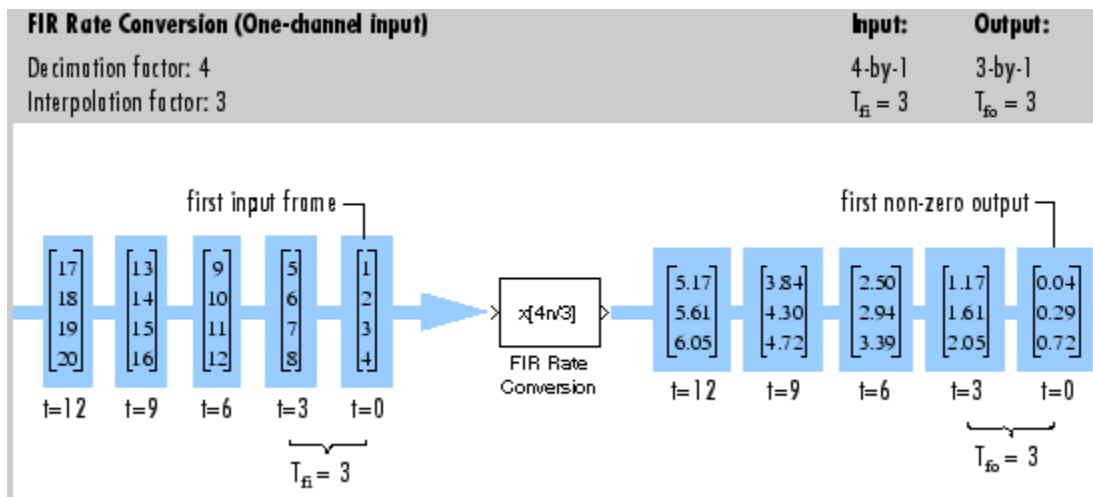 FIR Rate Conversion (One-channel input) Input: Output:
Decimation factor: 4 4-by-1 3-by-1
Interpolation factor: 3 Tfi = 3 Tfo = 3
first input frame
first non-zero output
17 13 9 5 1
18 14 10 6 2
19 15 11 7 3
20 16 12 8 4
x[4n/3]
FIR Rate
Conversion
5.17 3.84 2.50 1.17 0.04
5.61 4.30 2.94 1.61 0.29
6.05 4.72 3.39 2.05 0.72
t=12 t=9 t=6 t=3 t=0
t=12 t=9 t=6 t=3 t=0
Tfi = 3
Tfo = 3